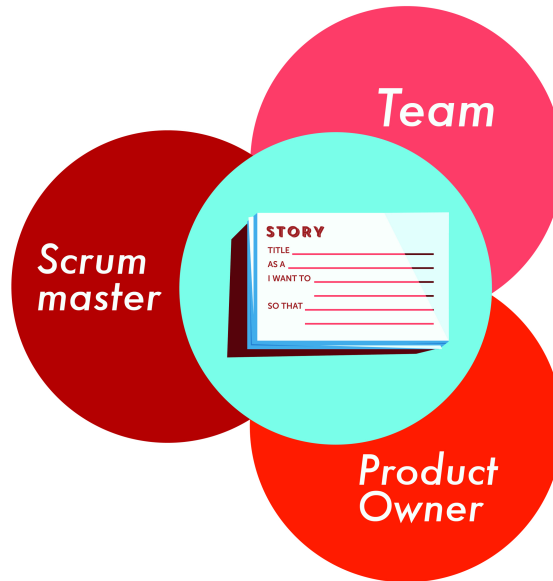 Team
Scrum
master
STORY
TITLE
AS A
I WANT TO
SO THAT
Product
Owner